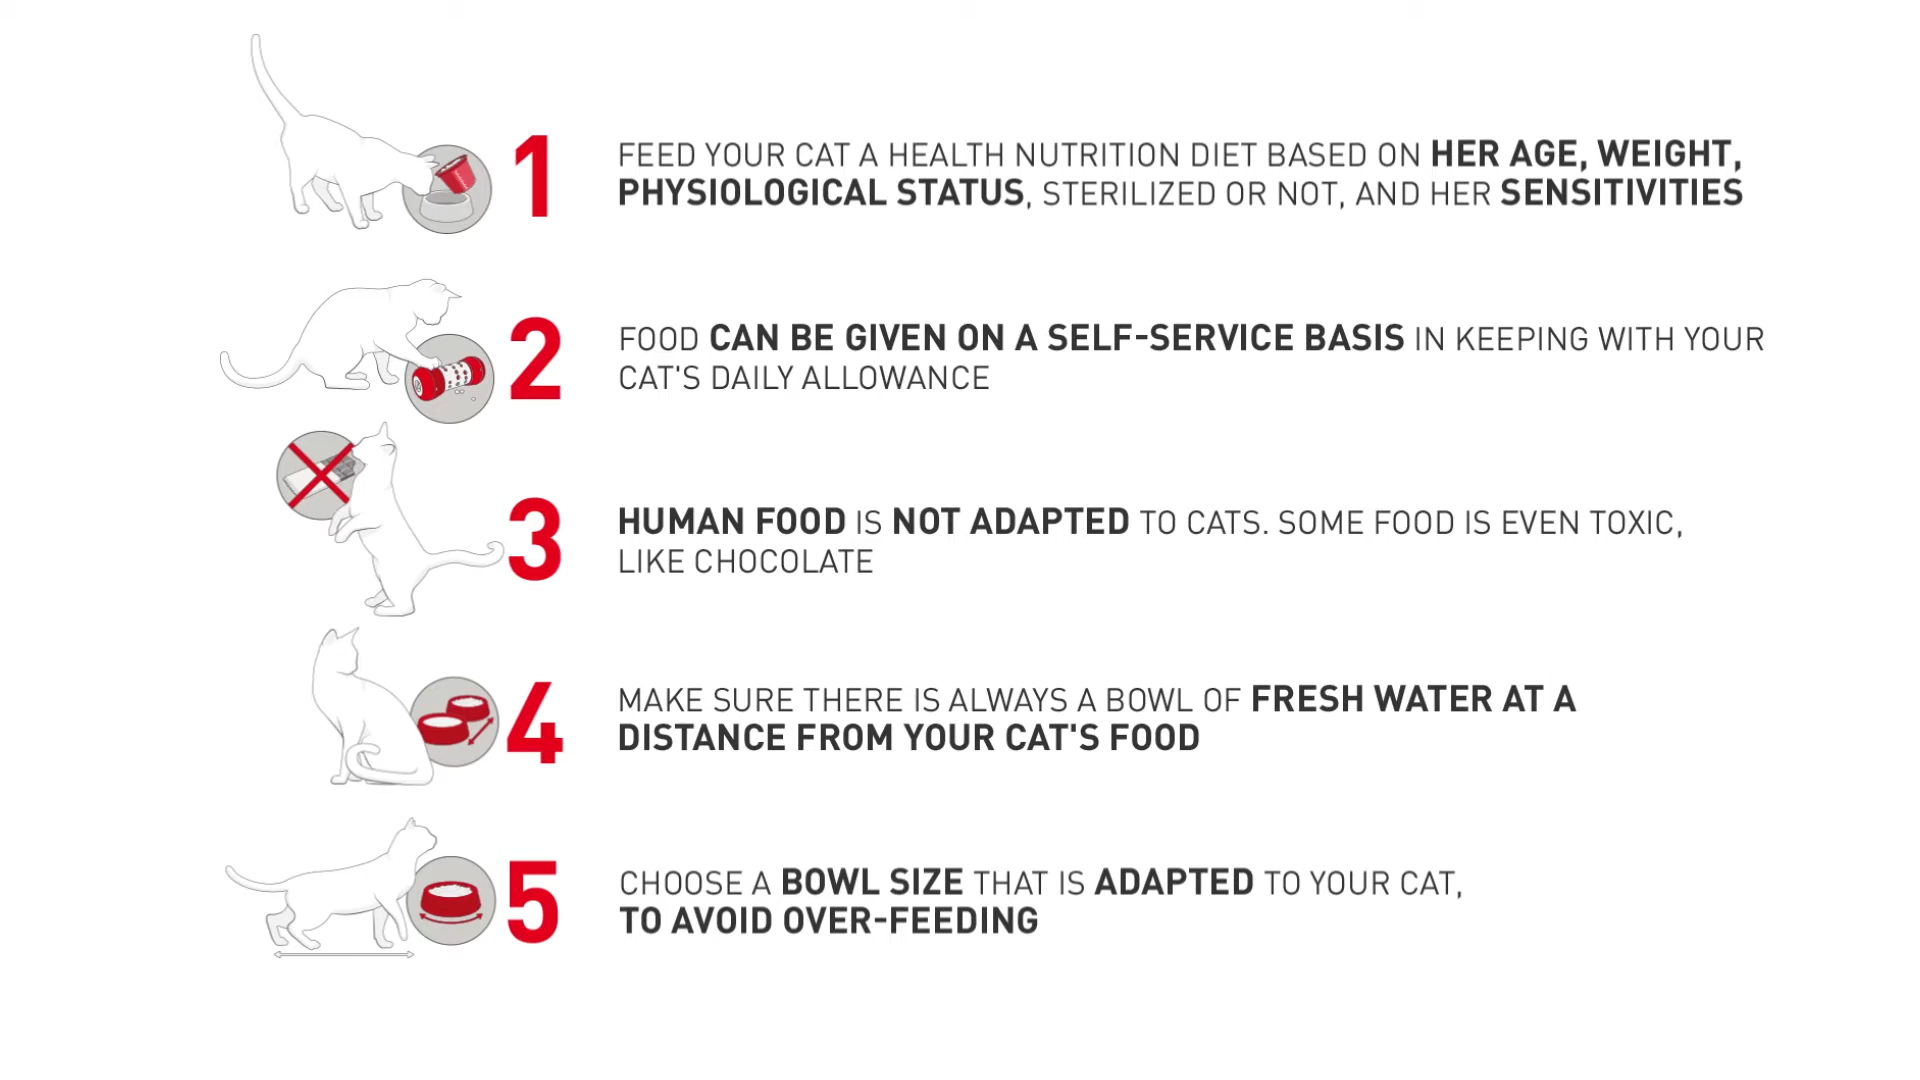 1
FEED YOUR CAT A HEALTH NUTRITION DIET BASED ON HER AGE, WEIGHT,
PHYSIOLOGICAL STATUS, STERILIZED OR NOT, AND HER SENSITIVITIES
2
FOOD CAN BE GIVEN ON A SELF-SERVICE BASIS IN KEEPING WITH YOUR
CAT'S DAILY ALLOWANCE
3
HUMAN FOOD IS NOT ADAPTED TO CATS. SOME FOOD IS EVEN TOXIC,
LIKE CHOCOLATE
4
MAKE SURE THERE IS ALWAYS A BOWL OF FRESH WATER AT A
DISTANCE FROM YOUR CAT'S FOOD
5
CHOOSE A BOWL SIZE THAT IS ADAPTED TO YOUR CAT,
TO AVOID OVER-FEEDING